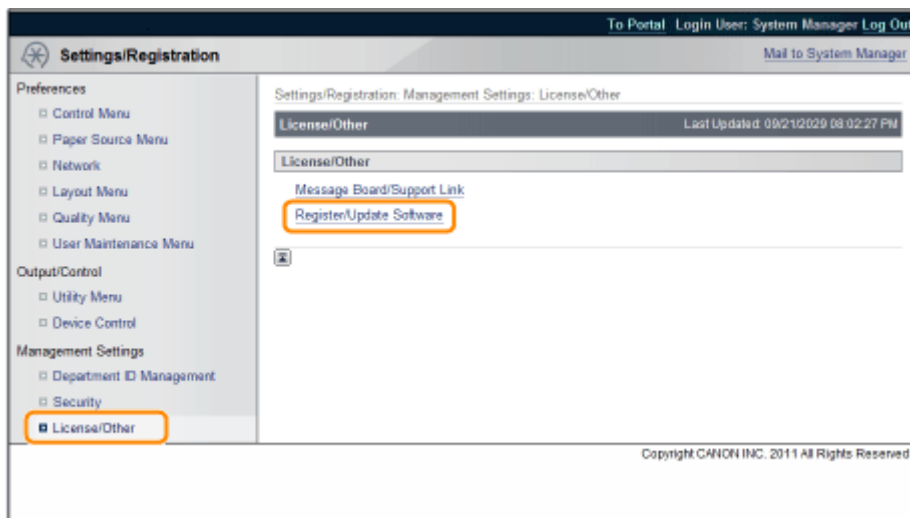 To Portal Login User: System Manager Log Out
Settings/Registration
Mail to System Manager
Preferences
Control Menu
Paper Source Menu
Network
Layout Menu
Quality Menu
User Maintenance Menu
Output/Control
Utility Menu
Device Control
Management Settings
Department ID Management
Security
License/Other
Settings/Registration: Management Settings: License/Other
License/Other
Last Updated: 09/21/2029 08:02:27 PM
License/Other
Message Board/Support Link
Register/Update Software
Copyright CANON INC. 2011 All Rights Reserved